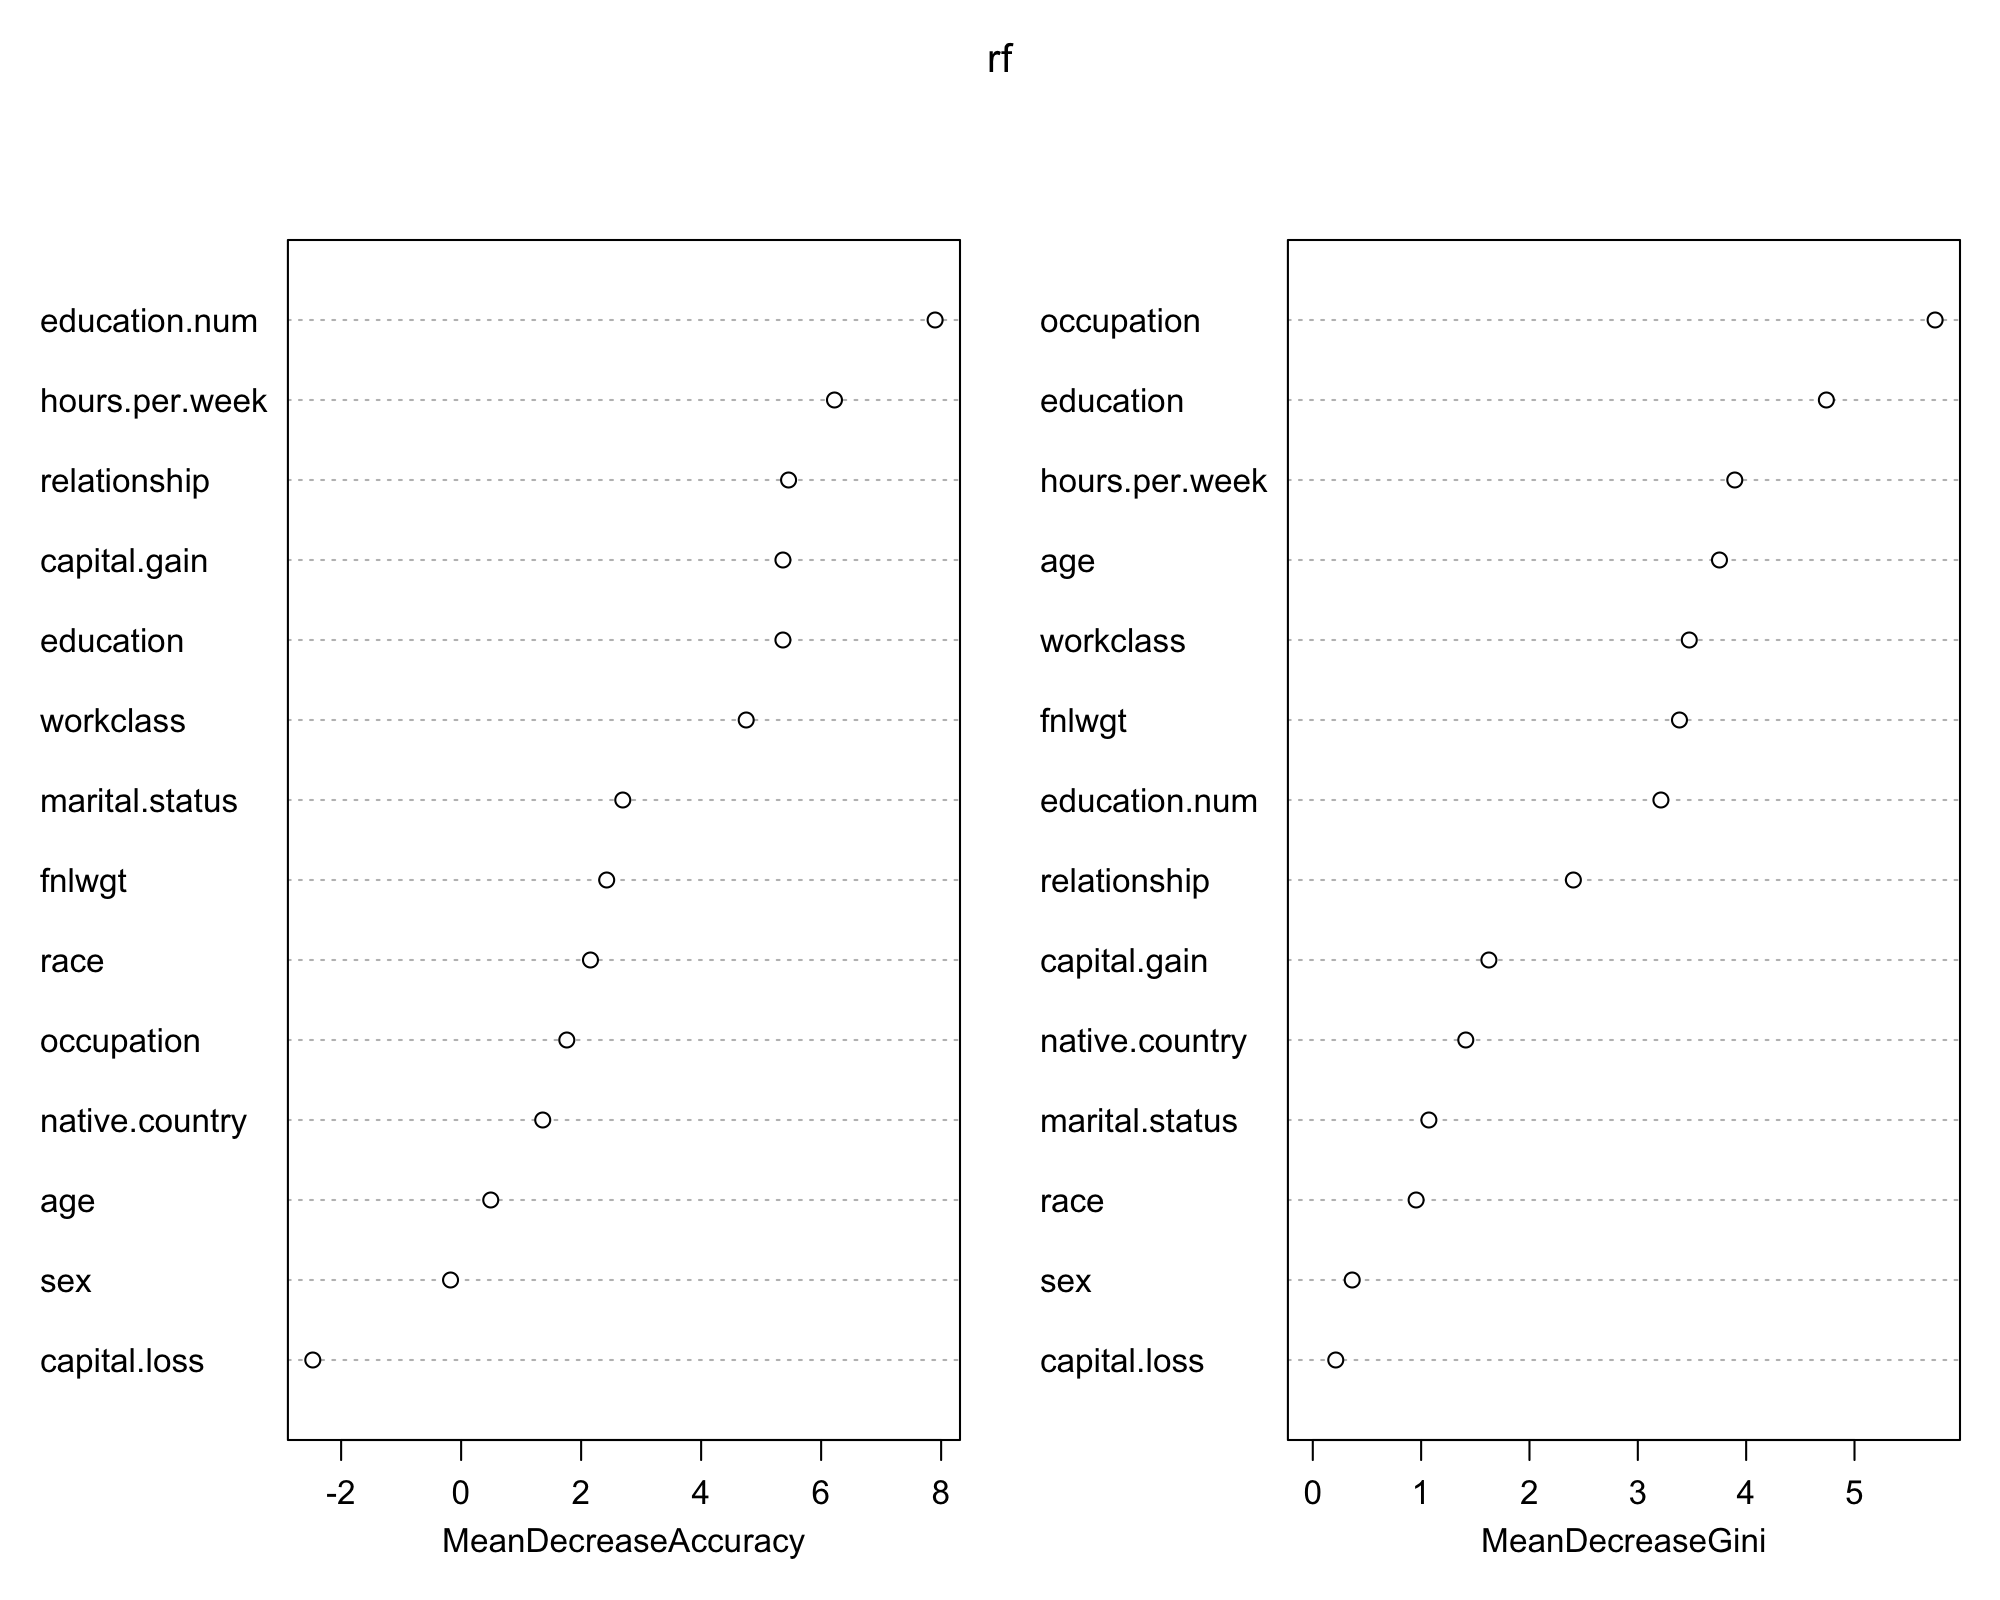 rf
education.num
hours.per.week
relationship
capital.gain
education
workclass
marital.status
fnlwgt
race
occupation
native.country
age
sex
capital.loss
-2 0 2 4 6 8
MeanDecreaseAccuracy
occupation
education
hours.per.week
age
workclass
fnlwgt
education.num
relationship
capital.gain
native.country
marital.status
race
sex
capital.loss
0 1 2 3 4 5
MeanDecreaseGini